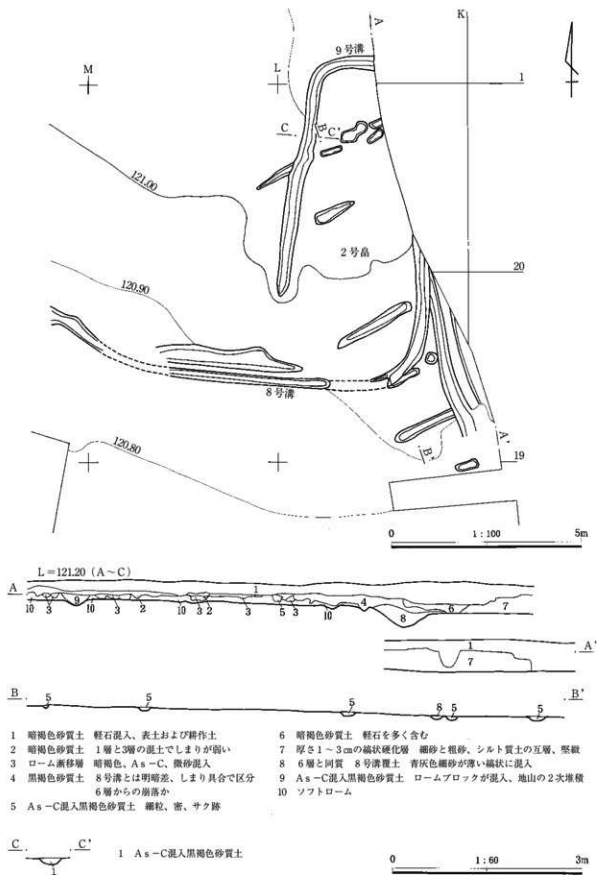 A
K
9号溝
M
L
1
C
B
C'
121.00
2号畠
20
120.90
8号溝
A'
B'
120.80
19
0 1:100 5m
L=121.20(A~C)
A
1
10 3 9 10 3 2 10 3 2 3 5 3 10 4 8 6 7
1
7
A'
B
5 5 5 8 5 5
B'
1 暗褐色砂質土 軽石混入、表土および耕作土
2 暗褐色砂質土 1層と3層の混土でしまりが弱い
3 ローム漸移層 暗褐色、As-C、微砂混入
4 黒褐色砂質土 8号溝とは明暗差、しまり具合で区分
6層からの崩落か
5 As-C混入黒褐色砂質土 細粒、密、サク跡
6 暗褐色砂質土 軽石を多く含む
7 厚さ1~3cmの縞状硬化層 細砂と粗砂、シルト質土の互層、堅緻
8 6層と同質 8号溝覆土 青灰色細砂が薄い縞状に混入
9 As-C混入黒褐色砂質土 ロームブロックが混入、地山の2次堆積
10 ソフトローム
C C'
1
1 As-C混入黒褐色砂質土
0 1:60 3m